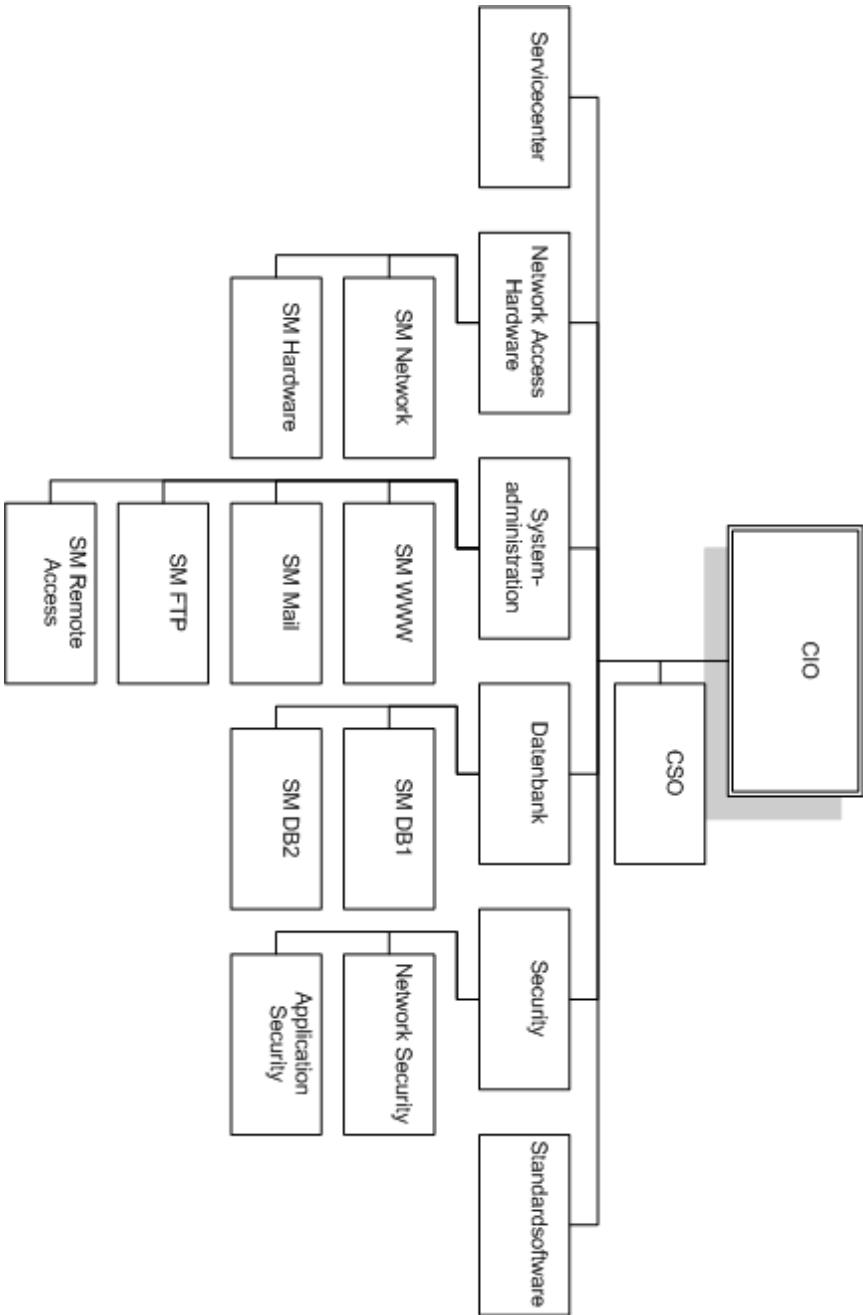 CIO
CSO
Servicecenter
Network Access
Hardware
System-
administration
Datenbank
Security
Standardsoftware
SM Network
SM WWW
SM DB1
Network Security
SM Hardware
SM Mail
SM DB2
Application
Security
SM FTP
SM Remote
Access